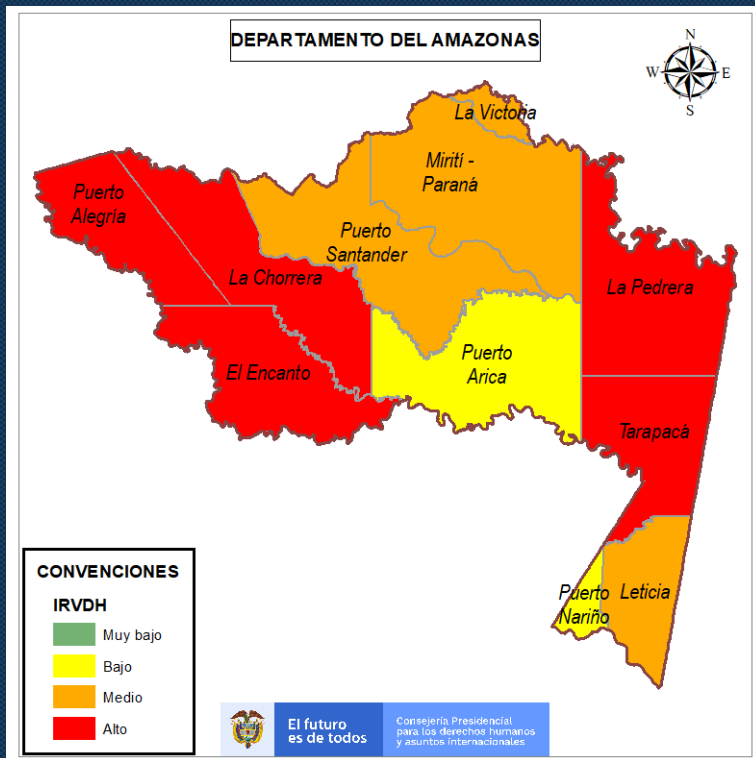 DEPARTAMENTO DEL AMAZONAS
N
W
E
S
La Victoria
Mirití -
Paraná
Puerto
Alegría
Puerto
Santander
La Chorrera
La Pedrera
Puerto
Arica
El Encanto
Tarapacá
Puerto
Nariño
Leticia
CONVENCIONES
IRVDH
Muy bajo
Bajo
Medio
Alto
El futuro
es de todos
Consejería Presidencial
para los derechos humanos
y asuntos internacionales